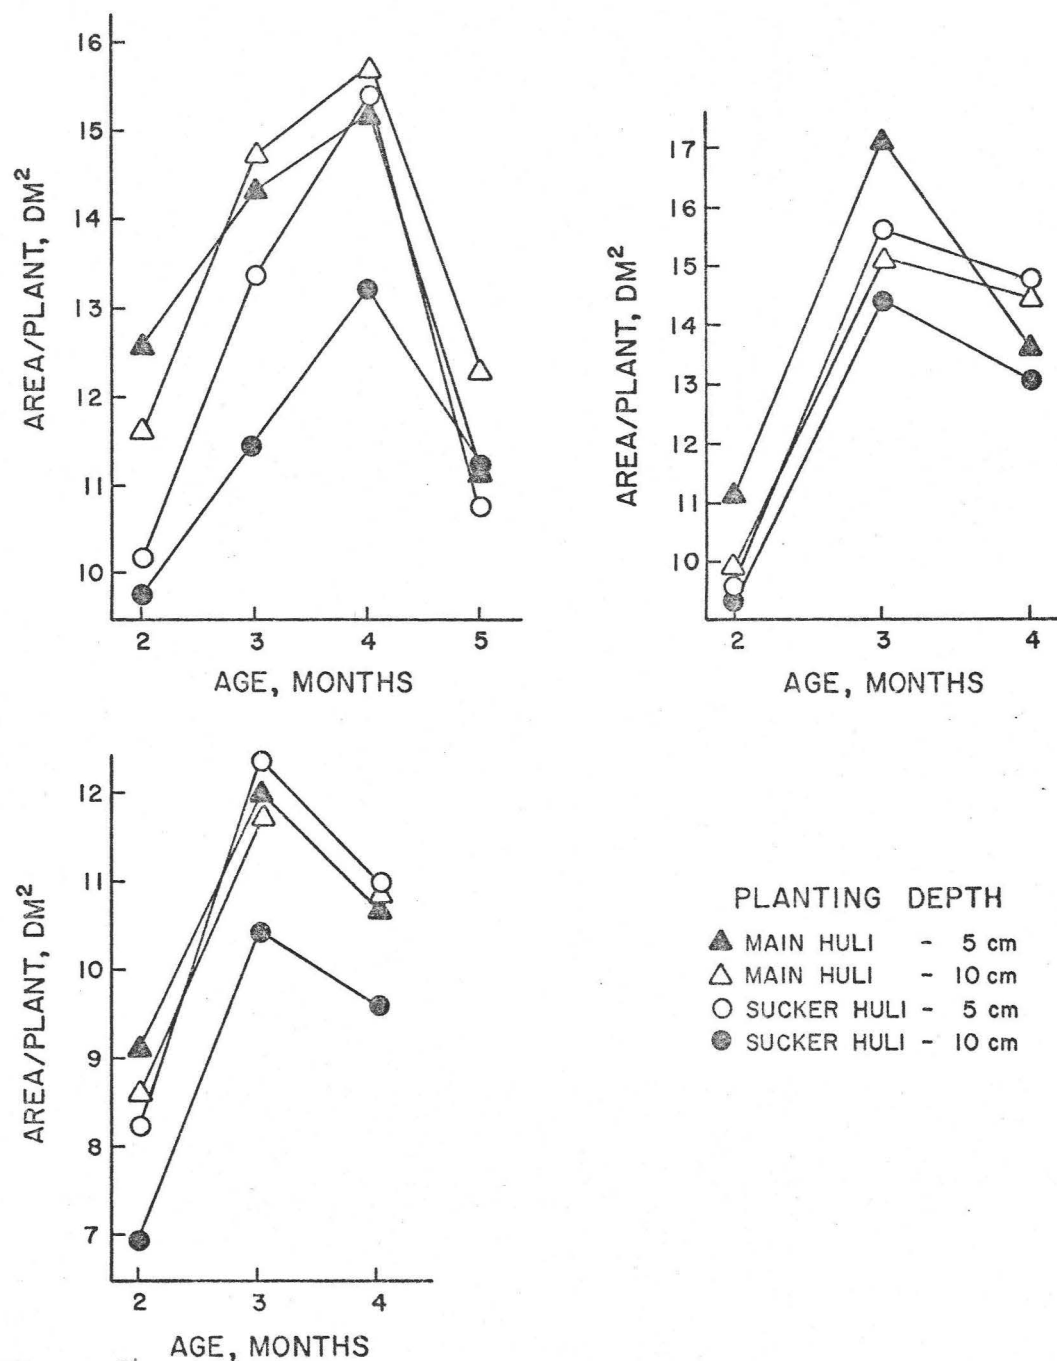 16
15
14
13
12
11
10
AREA/PLANT, DM²
2 3 4 5
AGE, MONTHS
17
16
15
14
13
12
11
10
AREA/PLANT, DM²
2 3 4
AGE, MONTHS
12
11
10
9
8
7
AREA/PLANT, DM²
2 3 4
AGE, MONTHS
PLANTING DEPTH
MAIN HULI - 5 cm
MAIN HULI - 10 cm
SUCKER HULI - 5 cm
SUCKER HULI - 10 cm